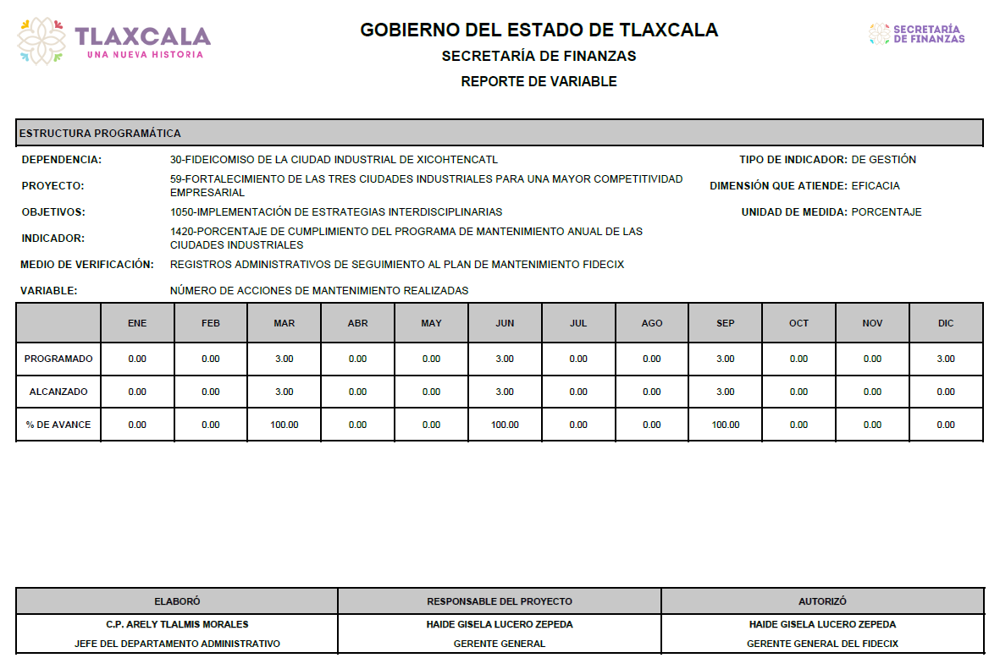 TLAXCALA
UNA NUEVA HISTORIA
GOBIERNO DEL ESTADO DE TLAXCALA
SECRETARÍA DE FINANZAS
REPORTE DE VARIABLE
SECRETARÍA
DE FINANZAS
ESTRUCTURA PROGRAMÁTICA
DEPENDENCIA: 30-FIDEICOMISO DE LA CIUDAD INDUSTRIAL DE XICOHTENCATL TIPO DE INDICADOR: DE GESTIÓN
PROYECTO: 59-FORTALECIMIENTO DE LAS TRES CIUDADES INDUSTRIALES PARA UNA MAYOR COMPETITIVIDAD
EMPRESARIAL DIMENSIÓN QUE ATIENDE: EFICACIA
OBJETIVOS: 1050-IMPLEMENTACIÓN DE ESTRATEGIAS INTERDISCIPLINARIAS UNIDAD DE MEDIDA: PORCENTAJE
INDICADOR: 1420-PORCENTAJE DE CUMPLIMIENTO DEL PROGRAMA DE MANTENIMIENTO ANUAL DE LAS
CIUDADES INDUSTRIALES
MEDIO DE VERIFICACIÓN: REGISTROS ADMINISTRATIVOS DE SEGUIMIENTO AL PLAN DE MANTENIMIENTO FIDECIX
VARIABLE: NÚMERO DE ACCIONES DE MANTENIMIENTO REALIZADAS
ENE FEB MAR ABR MAY JUN JUL AGO SEP OCT NOV DIC
PROGRAMADO 0.00 0.00 3.00 0.00 0.00 3.00 0.00 0.00 3.00 0.00 0.00 3.00
ALCANZADO 0.00 0.00 3.00 0.00 0.00 3.00 0.00 0.00 3.00 0.00 0.00 0.00
% DE AVANCE 0.00 0.00 100.00 0.00 0.00 100.00 0.00 0.00 100.00 0.00 0.00 0.00
ELABORÓ RESPONSABLE DEL PROYECTO AUTORIZÓ
C.P. ARELY TLALMIS MORALES HAIDE GISELA LUCERO ZEPEDA HAIDE GISELA LUCERO ZEPEDA
JEFE DEL DEPARTAMENTO ADMINISTRATIVO GERENTE GENERAL GERENTE GENERAL DEL FIDECIX